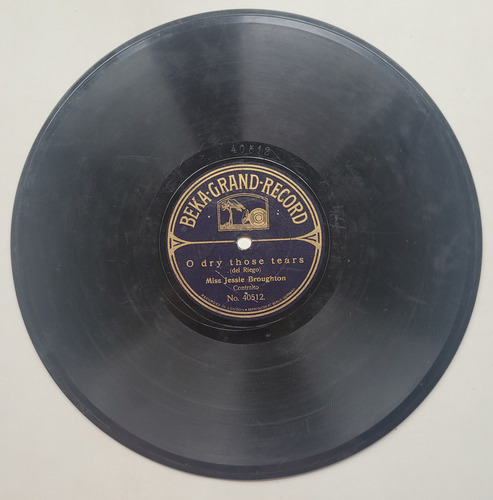 40512
BEKA-GRAND-RECORD
O dry those tears
(del Riego)
Miss Jessie Broughton
Contralto
No. 40512